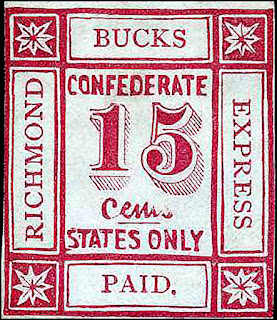 BUCKS
RICHMOND
EXPRESS
CONFEDERATE
15
Cents
STATES ONLY
PAID.